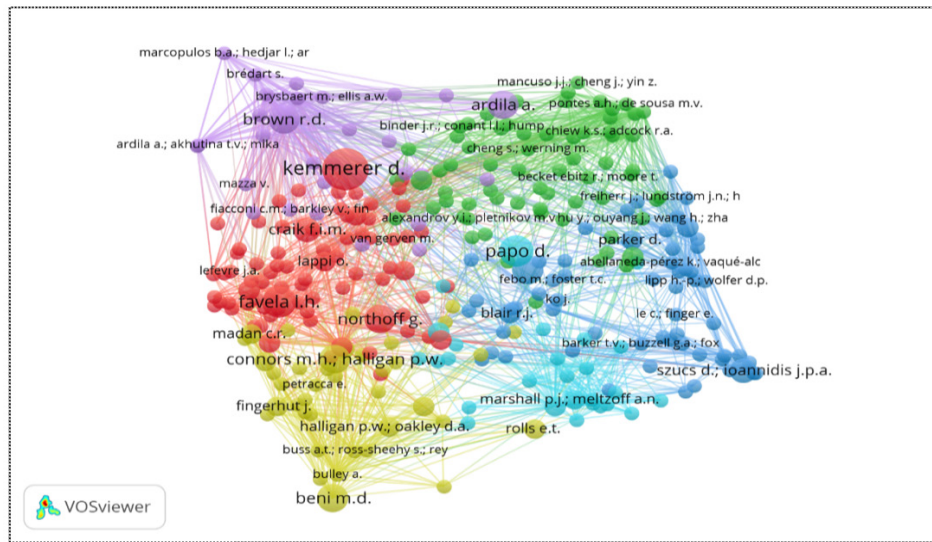 marcopulos b.a.; hedjar l.; ar
brédart s.
mancuso j.j.; cheng j.; yin z.
brysbaert m.; ellis a.w.
ardila a.
pontes a.h.; de sousa m.v.
brown r.d.
binder j.r.; conant l.l.; hump
chiew k.s.; adcock r.a.
ardila a.; akhutina t.v.; mika
cheng s.; werning m.
kemmerer d.
becket ebitz r.; moore t.
mazza v.
freiherr j.; lundström j.n.; h
fiacconi c.m.; barkley v.; fin
alexandrov y.i.; pletnikov m.v.
hu y.; ouyang j.; wang h.; zha
craik f.i.m.
van gerven m.
parker d.
papo d.
lappi o.
abellaneda-pérez k.; vaqué-alc
lefevre j.a.
febo m.; foster t.c.
lipp h.-p.; wolfer d.p.
favela l.h.
ko j.
blair r.j.
le c.; finger e.
northoff g.
madan c.r.
barker t.v.; buzzell g.a.; fox
connors m.h.; halligan p.w.
szucs d.; ioannidis j.p.a.
petracca e.
marshall p.j.; meltzoff a.n.
fingerhut j.
halligan p.w.; oakley d.a.
rolls e.t.
buss a.t.; ross-sheehy s.; rey
bulley a.
beni m.d.
VOSviewer